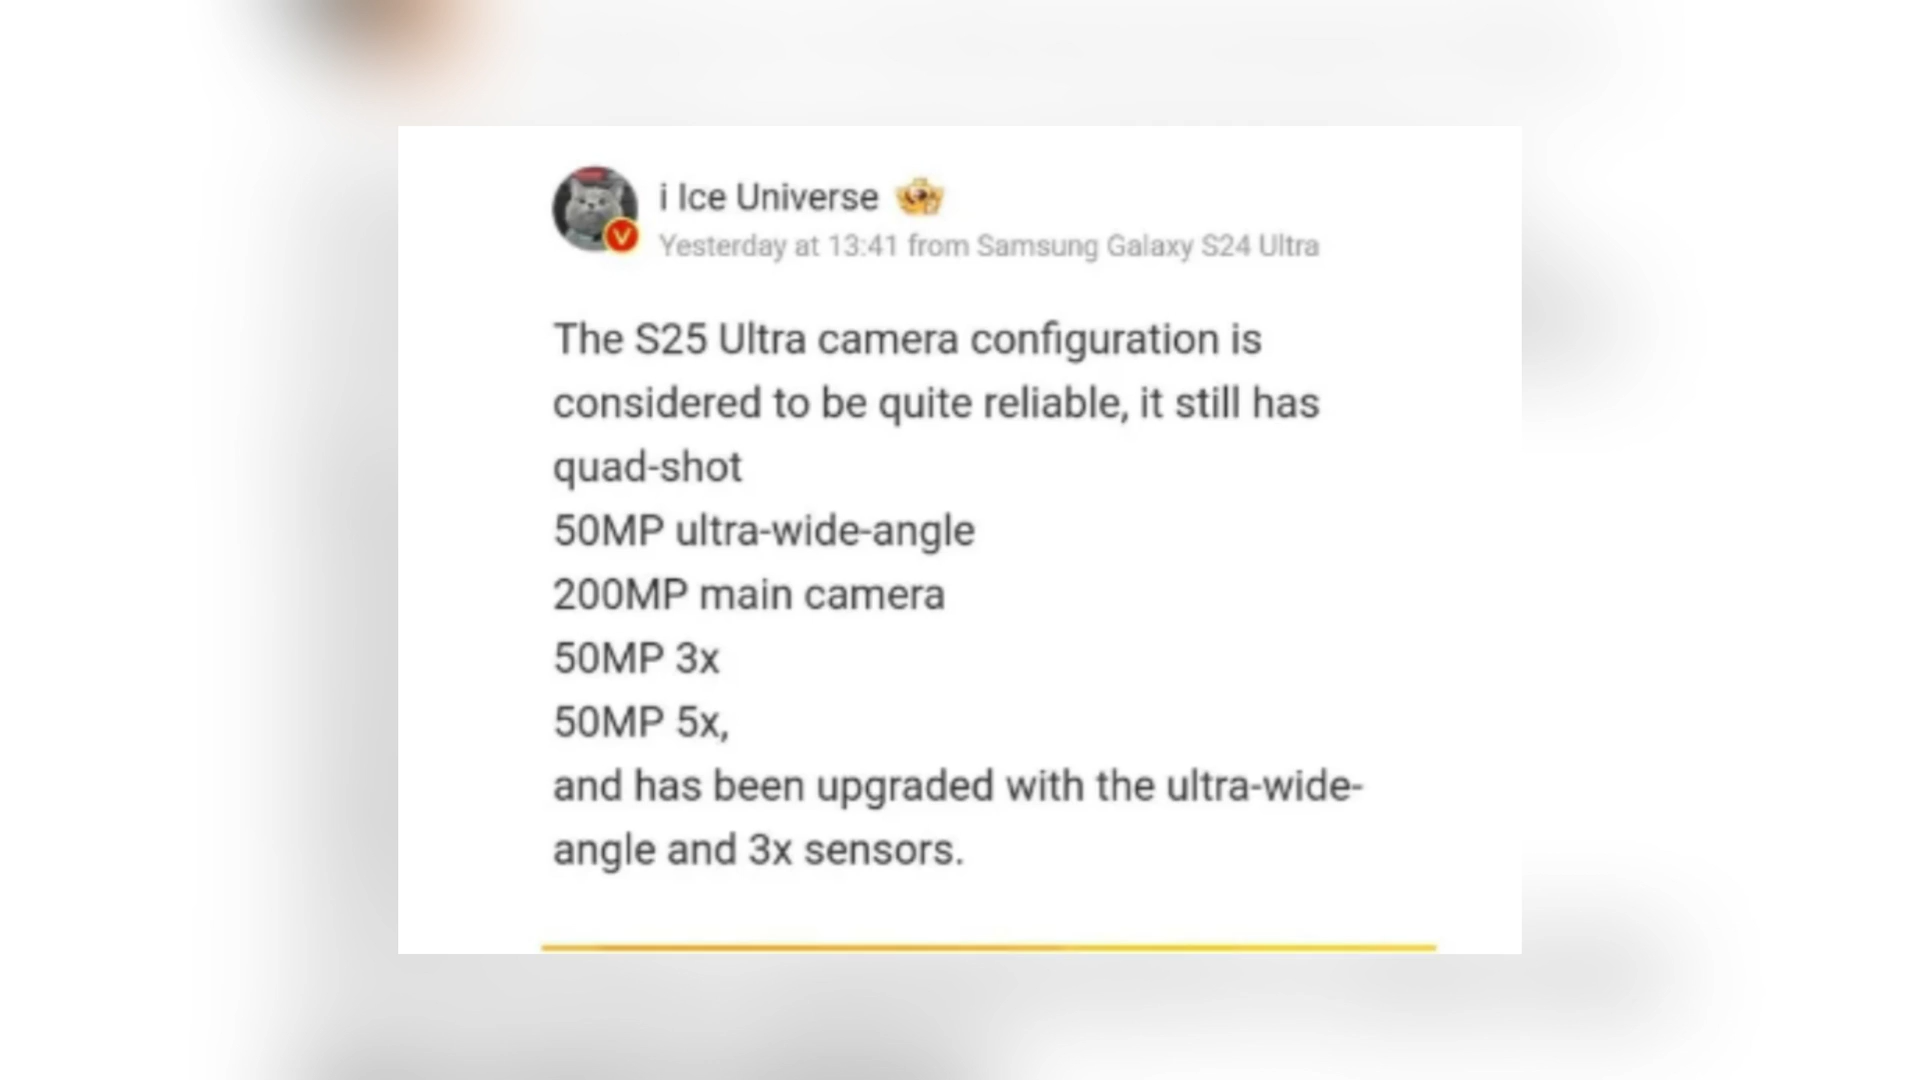 i Ice Universe
Yesterday at 13:41 from Samsung Galaxy S24 Ultra
The S25 Ultra camera configuration is
considered to be quite reliable, it still has
quad-shot
50MP ultra-wide-angle
200MP main camera
50MP 3x
50MP 5x,
and has been upgraded with the ultra-wide-
angle and 3x sensors.